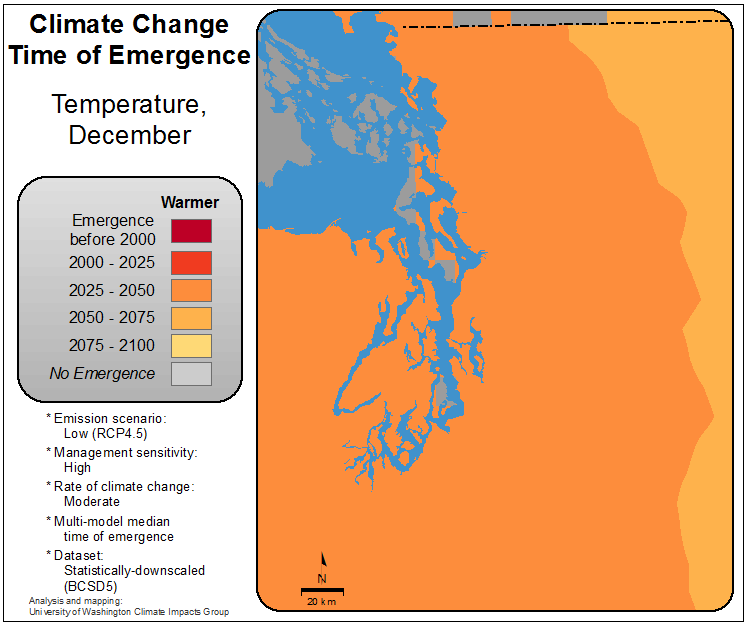 Climate Change
Time of Emergence
Temperature,
December
Warmer
Emergence
before 2000
2000 - 2025
2025 - 2050
2050 - 2075
2075 - 2100
No Emergence
* Emission scenario:
Low (RCP4.5)
* Management sensitivity:
High
* Rate of climate change:
Moderate
* Multi-model median
time of emergence
* Dataset:
Statistically-downscaled
(BCSD5)
Analysis and mapping:
University of Washington Climate Impacts Group
N
20 km